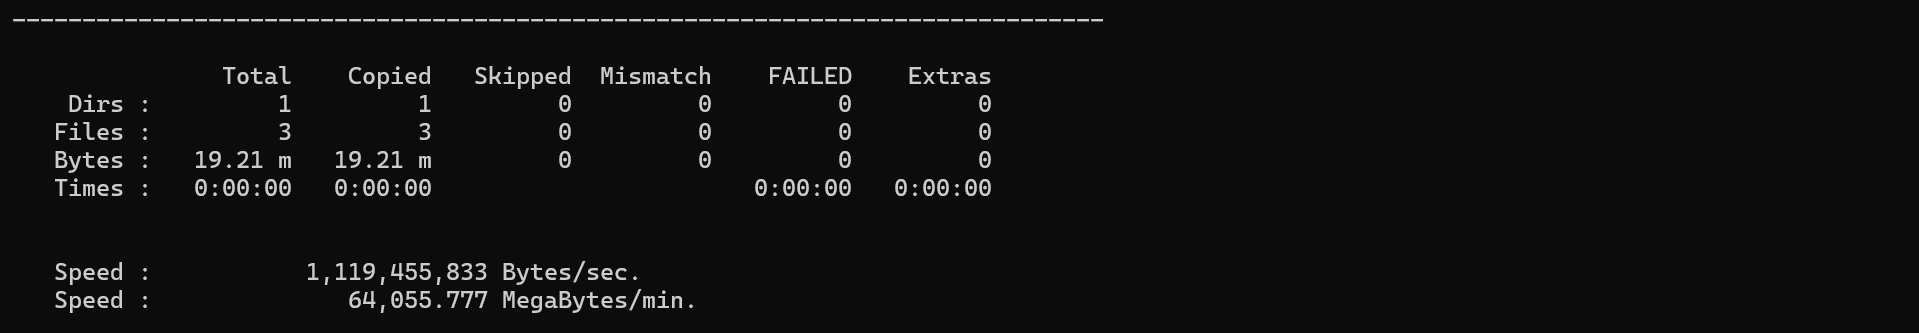 ------------------------------------------------------------------------------

            Total    Copied   Skipped  Mismatch    FAILED    Extras
 Dirs :         1         1         0         0         0         0
Files :         3         3         0         0         0         0
Bytes :   19.21 m   19.21 m         0         0         0         0
Times :   0:00:00   0:00:00                       0:00:00   0:00:00

Speed :           1,119,455,833 Bytes/sec.
Speed :              64,055.777 MegaBytes/min.